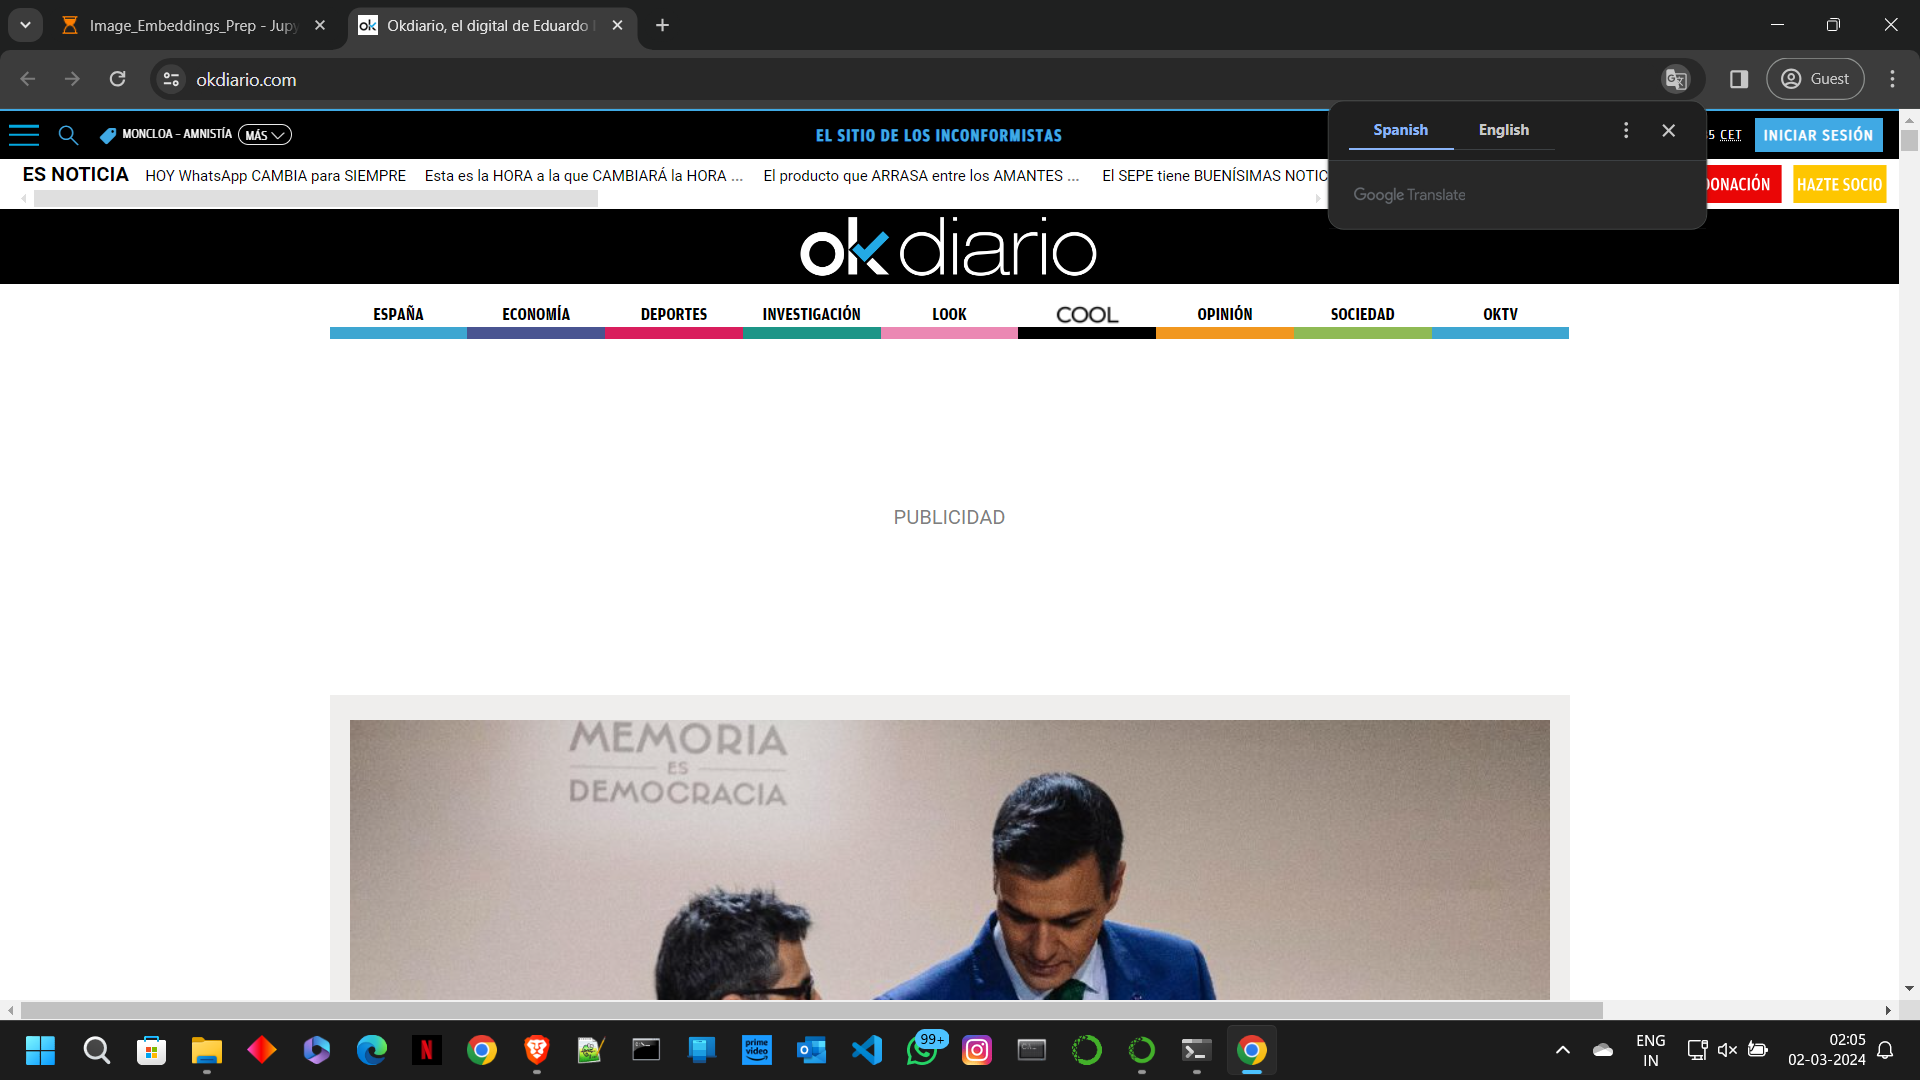 Image_Embeddings_Prep - Jupy
Okdiario, el digital de Eduardo
okdiario.com
Guest
MONCLOA - AMNISTÍA
MÁS
EL SITIO DE LOS INCONFORMISTAS
Spanish
English
CET
INICIAR SESIÓN
ES NOTICIA
HOY WhatsApp CAMBIA para SIEMPRE
Esta es la HORA a la que CAMBIARÁ la HORA ...
El producto que ARRASA entre los AMANTES ...
El SEPE tiene BUENÍSIMAS NOTIC
Google Translate
DONACIÓN
HAZTE SOCIO
okdiario
ESPAÑA
ECONOMÍA
DEPORTES
INVESTIGACIÓN
LOOK
COOL
OPINIÓN
SOCIEDAD
OKTV
PUBLICIDAD
MEMORIA
ES
DEMOCRACIA
prime video
99+
ENG
IN
02:05
02-03-2024